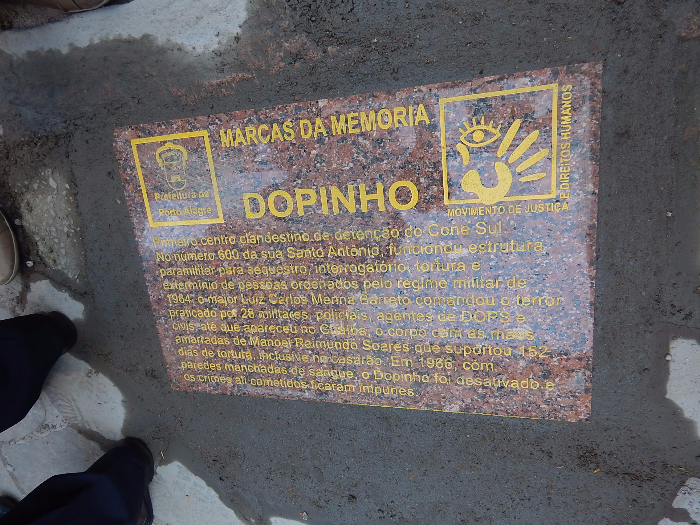 MARCAS DA MEMORIA
Prefeitura de
Porto Alegre
DOPINHO
MOVIMENTO DE JUSTIÇA
E DIREITOS HUMANOS
Primeiro centro clandestino de detenção do Cone Sul.
No número 600 da sua Santo Antônio, funcionou estrutura
paramilitar para sequestro, interrogatório, tortura e
extermínio de pessoas ordenados pelo regime militar de
1964. o major Luiz Carlos Menna Barreto comandou o terror
praticado por 28 militares, policiais, agentes de DOPS e
civis, até que apareceu no Guaíba, o corpo com as mãos
amarradas de Manoel Raimundo Soares que suportou 152
dias de tortura, inclusive no casarão. Em 1966, com
paredes manchadas de sangue, o Dopinho foi desativado e
os crimes ali cometidos ficaram impunes.